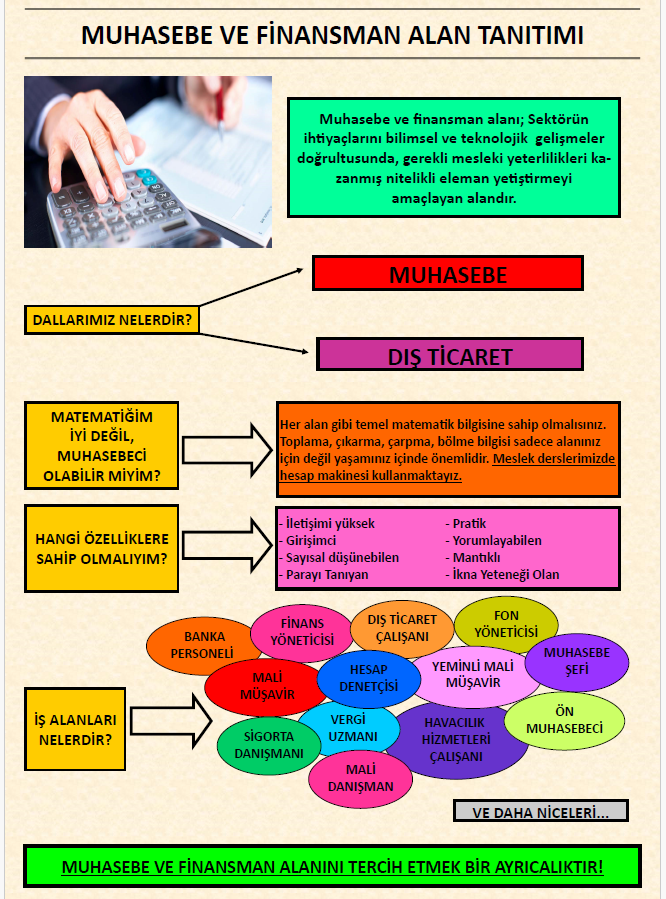 MUHASEBE VE FİNANSMAN ALAN TANITIMI
Muhasebe ve finansman alanı; Sektörün
ihtiyaçlarını bilimsel ve teknolojik gelişmeler
doğrultusunda, gerekli mesleki yeterlilikleri ka-
zanmış nitelikli eleman yetiştirmeyi
amaçlayan alandır.
DALLARIMIZ NELERDİR?
MUHASEBE
DIŞ TİCARET
MATEMATİĞİM
İYİ DEĞİL,
MUHASEBECİ
OLABİLİR MİYİM?
Her alan gibi temel matematik bilgisine sahip olmalısınız.
Toplama, çıkarma, çarpma, bölme bilgisi sadece alanınız
için değil yaşamınız içinde önemlidir. Meslek derslerimizde
hesap makinesi kullanmaktayız.
HANGİ ÖZELLİKLERE
SAHİP OLMALIYIM?
- İletişimi yüksek
- Girişimci
- Sayısal düşünebilen
- Parayı Tanıyan
- Pratik
- Yorumlayabilen
- Mantıklı
- İkna Yeteneği Olan
İŞ ALANLARI
NELERDİR?
BANKA
PERSONELİ
FİNANS
YÖNETİCİSİ
DIŞ TİCARET
ÇALIŞANI
FON
YÖNETİCİSİ
MALİ
MÜŞAVİR
HESAP
DENETÇİSİ
YEMİNLİ MALİ
MÜŞAVİR
MUHASEBE
ŞEFİ
SİGORTA
DANIŞMANI
VERGİ
UZMANI
HAVACILIK
HİZMETLERİ
ÇALIŞANI
ÖN
MUHASEBECİ
MALİ
DANIŞMAN
VE DAHA NİCELERİ...
MUHASEBE VE FİNANSMAN ALANINI TERCİH ETMEK BİR AYRICALIKTIR!